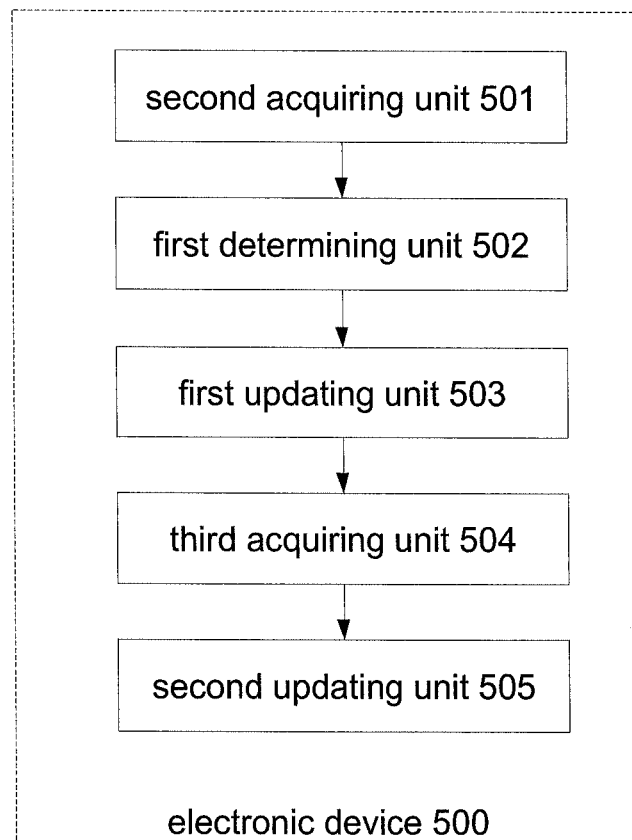 second acquiring unit 501
first determining unit 502
first updating unit 503
third acquiring unit 504
second updating unit 505
electronic device 500